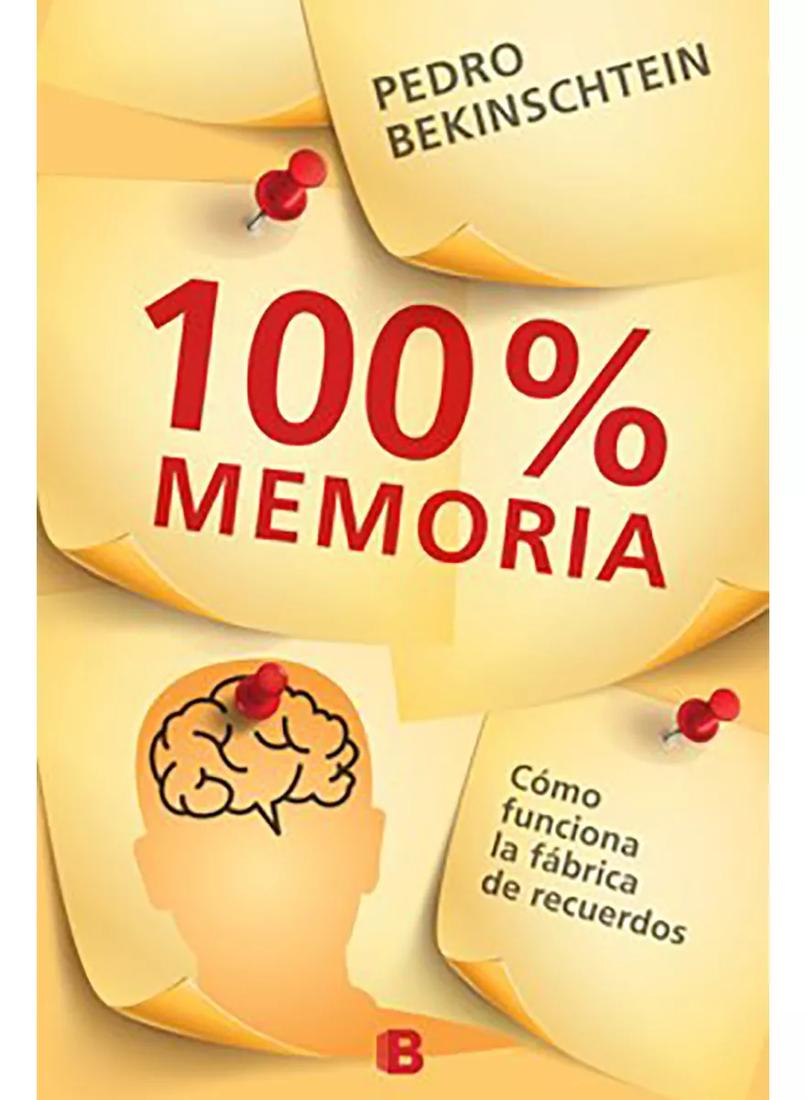 PEDRO
BEKINSCHTEIN
100%
MEMORIA
Cómo
funciona
la fábrica
de recuerdos
B